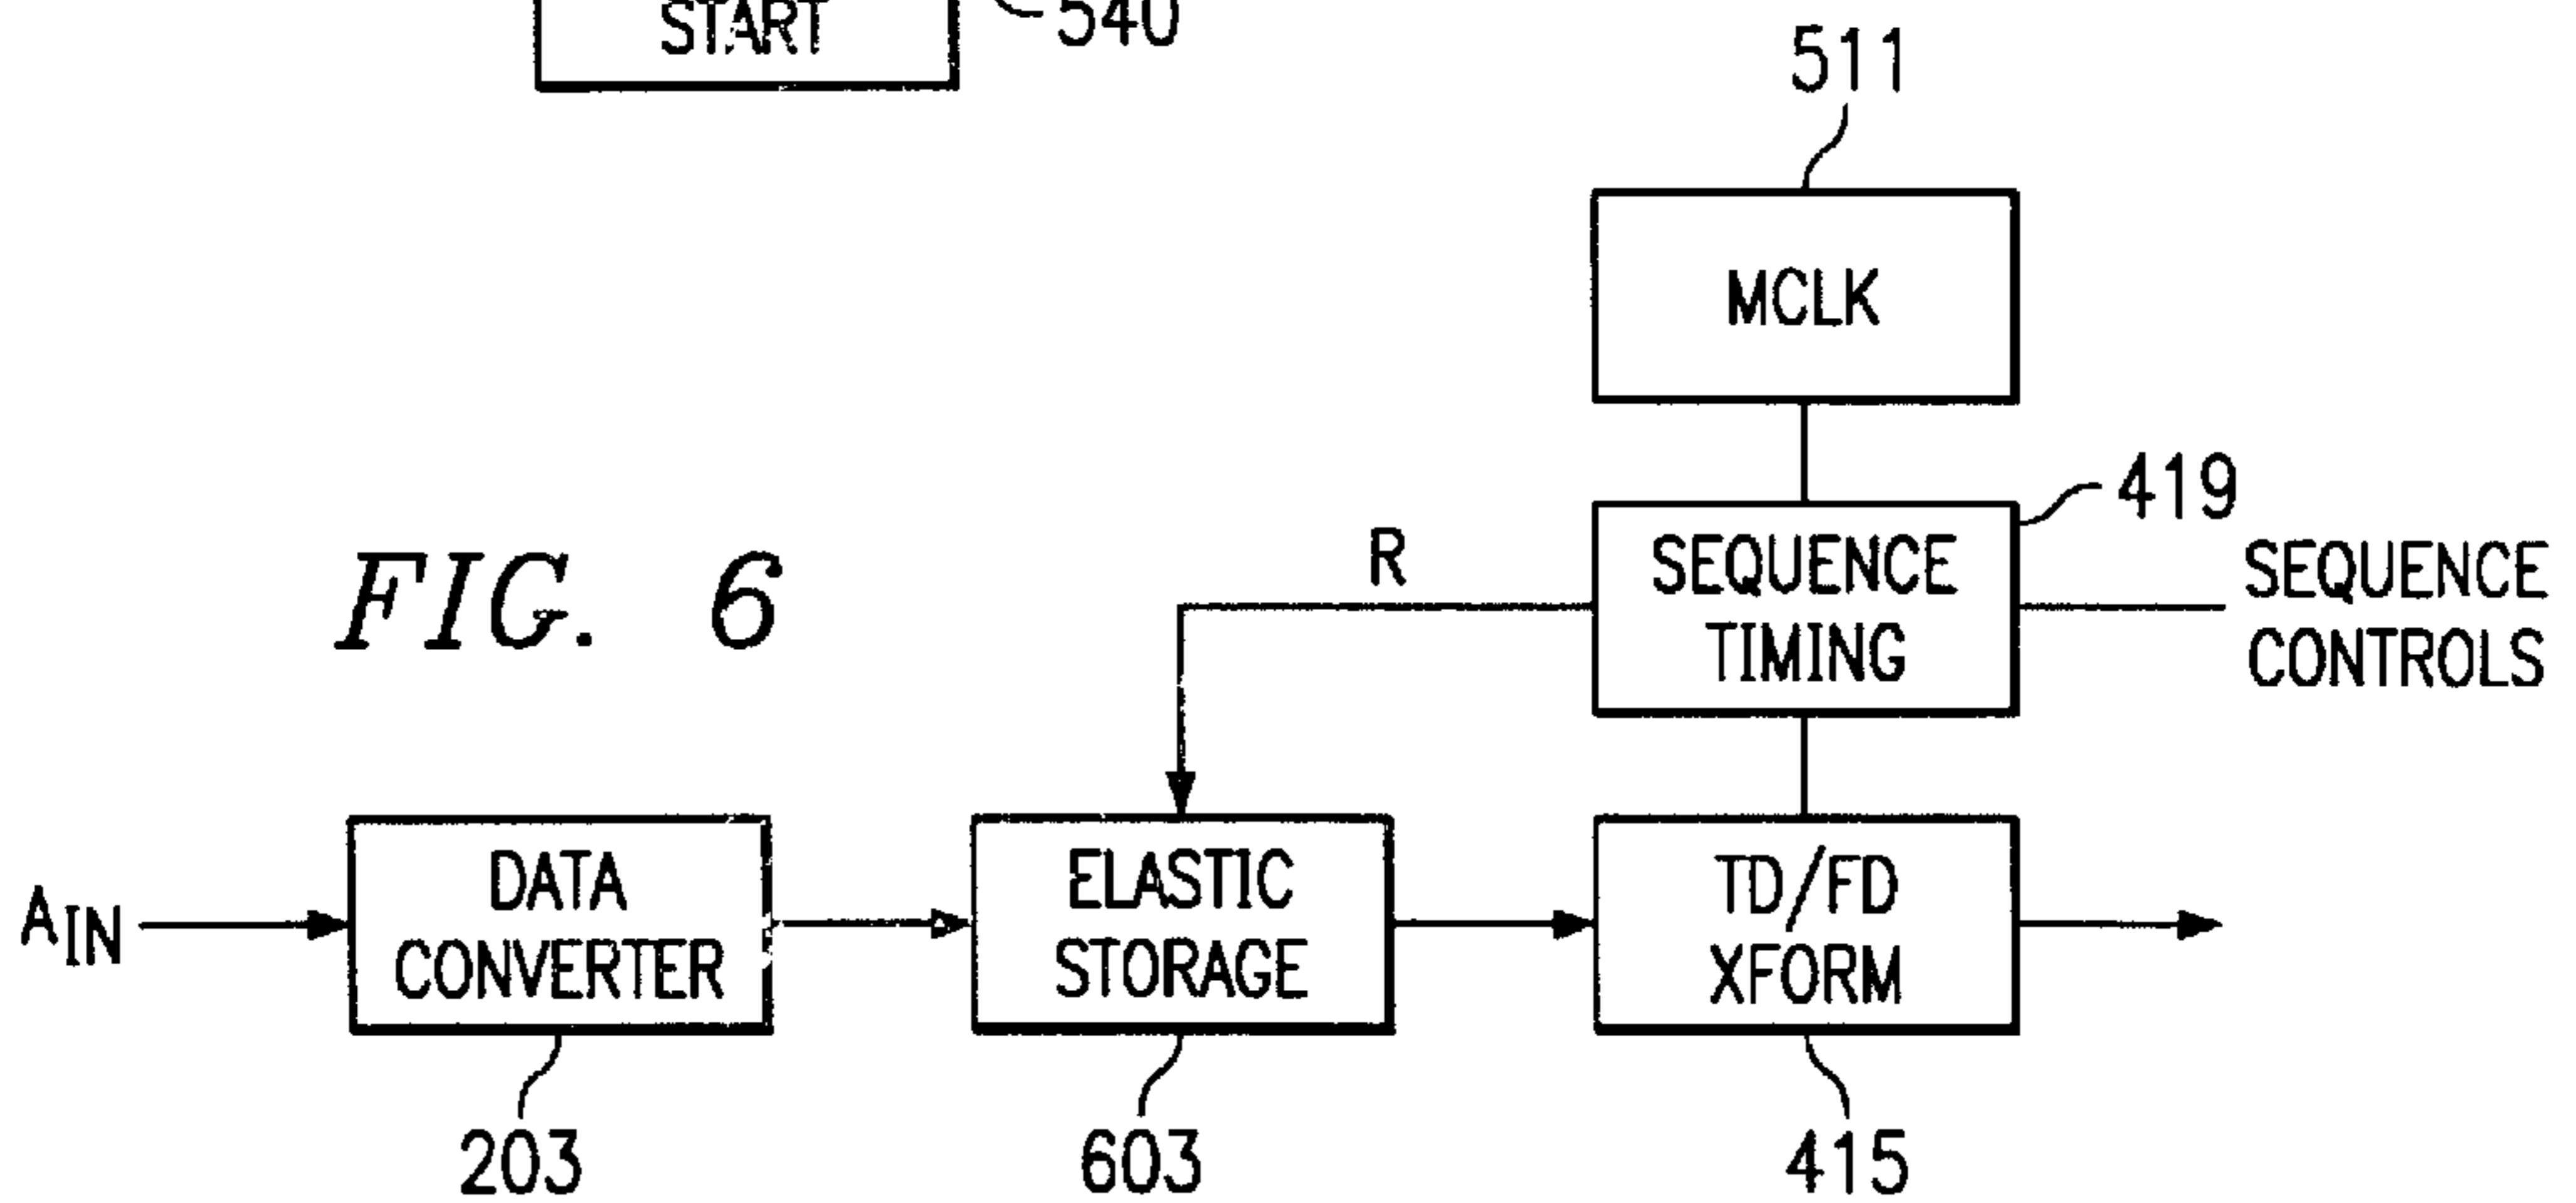 START
540
511
MCLK
419
FIG. 6
R
SEQUENCE
TIMING
SEQUENCE
CONTROLS
AIN
DATA
CONVERTER
ELASTIC
STORAGE
TD/FD
XFORM
203
603
415